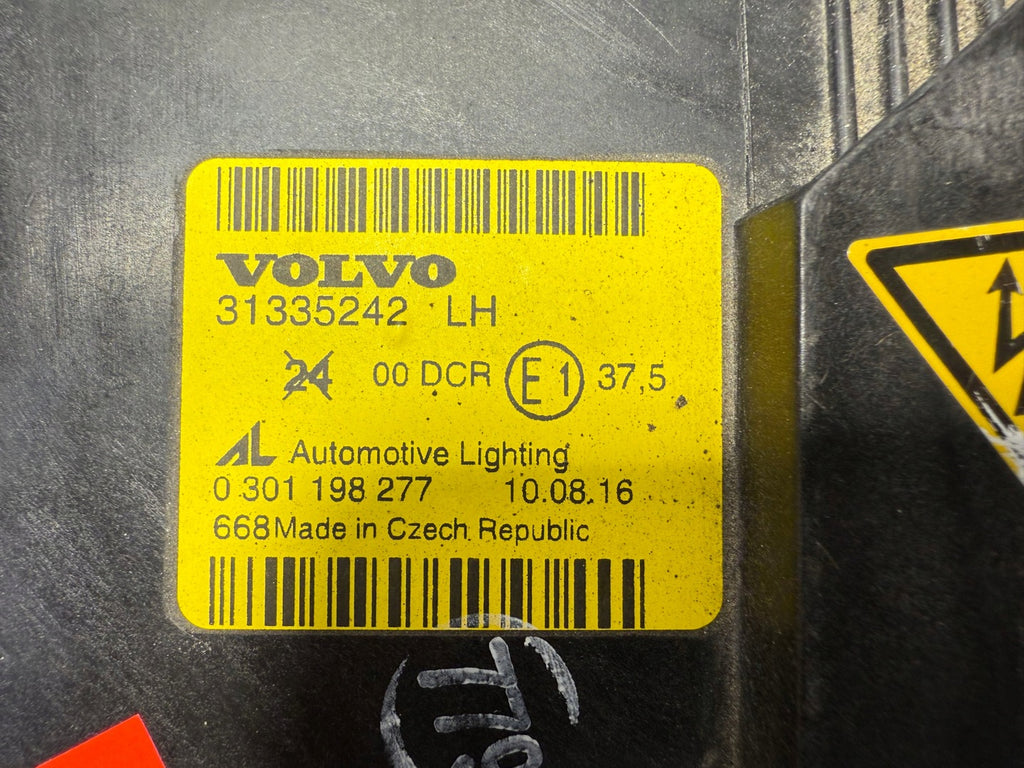 VOLVO
31335242 LH
24 00 DCR E1 37,5
AL Automotive Lighting
0 301 198 277 10.08.16
668 Made in Czech Republic